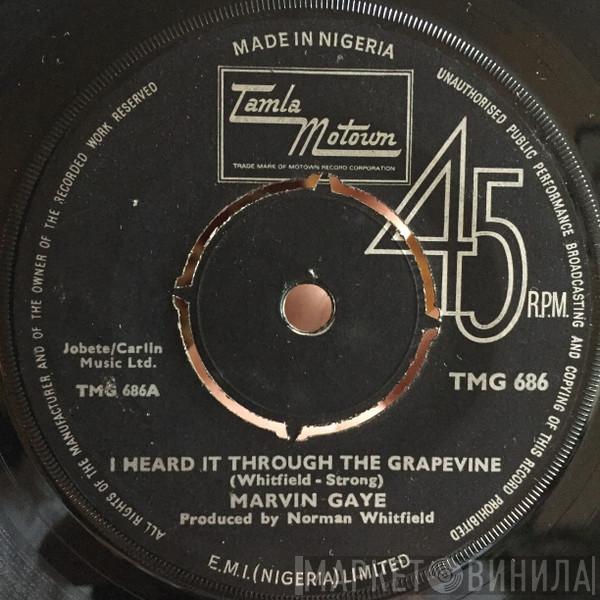 MADE IN NIGERIA
ALL RIGHTS OF THE MANUFACTURER AND OF THE OWNER OF THE RECORDED WORK RESERVED
UNAUTHORISED PUBLIC PERFORMANCE BROADCASTING AND COPYING OF THIS RECORD PROHIBITED
Tamla
Motown
TRADE MARK OF MOTOWN RECORD CORPORATION
45
R.P.M.
Jobete/Carlin
Music Ltd.
TMG 686A
TMG 686
I HEARD IT THROUGH THE GRAPEVINE
(Whitfield - Strong)
MARVIN GAYE
Produced by Norman Whitfield
E.M.I. (NIGERIA) LIMITED
МАРКЕТ ВИНИЛА